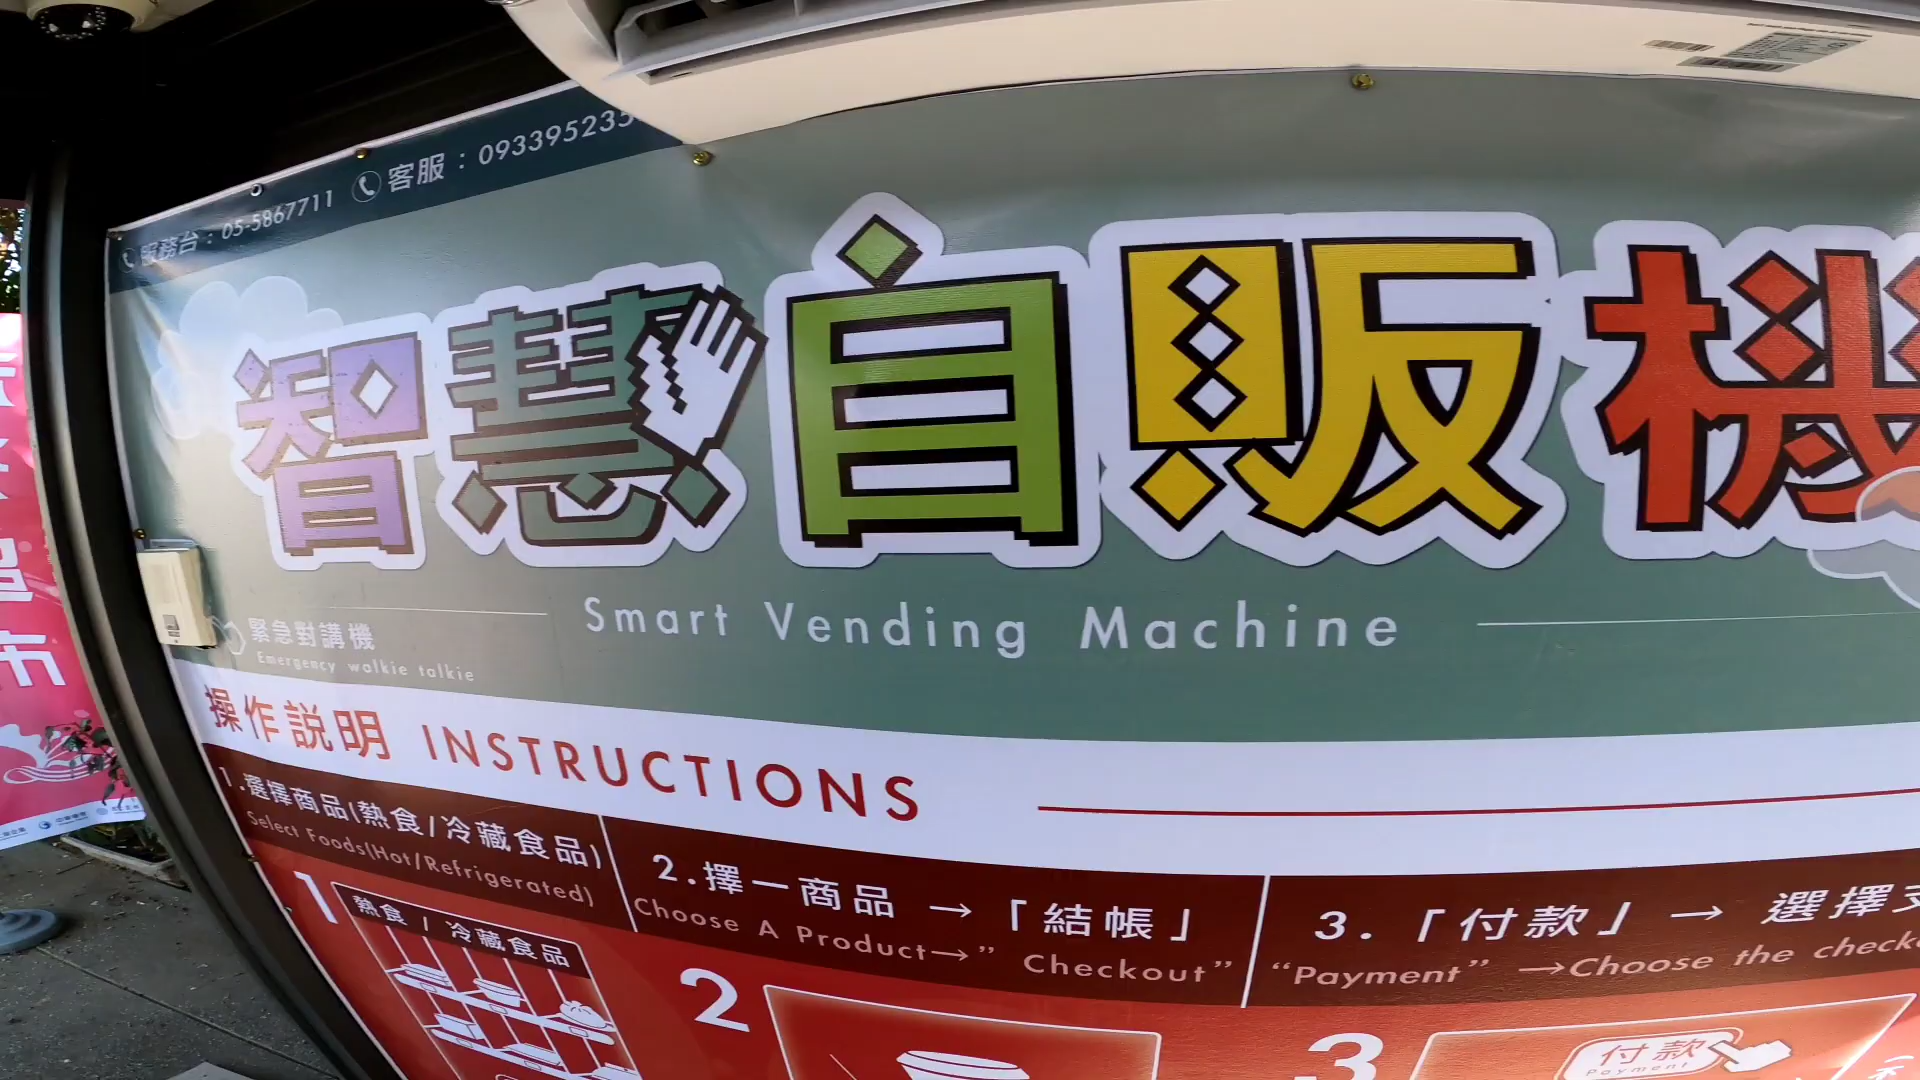 服務台：05-5867711 客服：093395235
智慧自販機
Smart Vending Machine
緊急對講機
Emergency walkie talkie
操作説明 INSTRUCTIONS
1.選擇商品(熱食/冷藏食品)
Select Foods(Hot/Refrigerated)
2.擇一商品→「結帳」
Choose A Product→” Checkout”
3.「付款」→ 選擇支
“Payment” →Choose the check
1
熱食 / 冷藏食品
2
3
付款
Payment
市